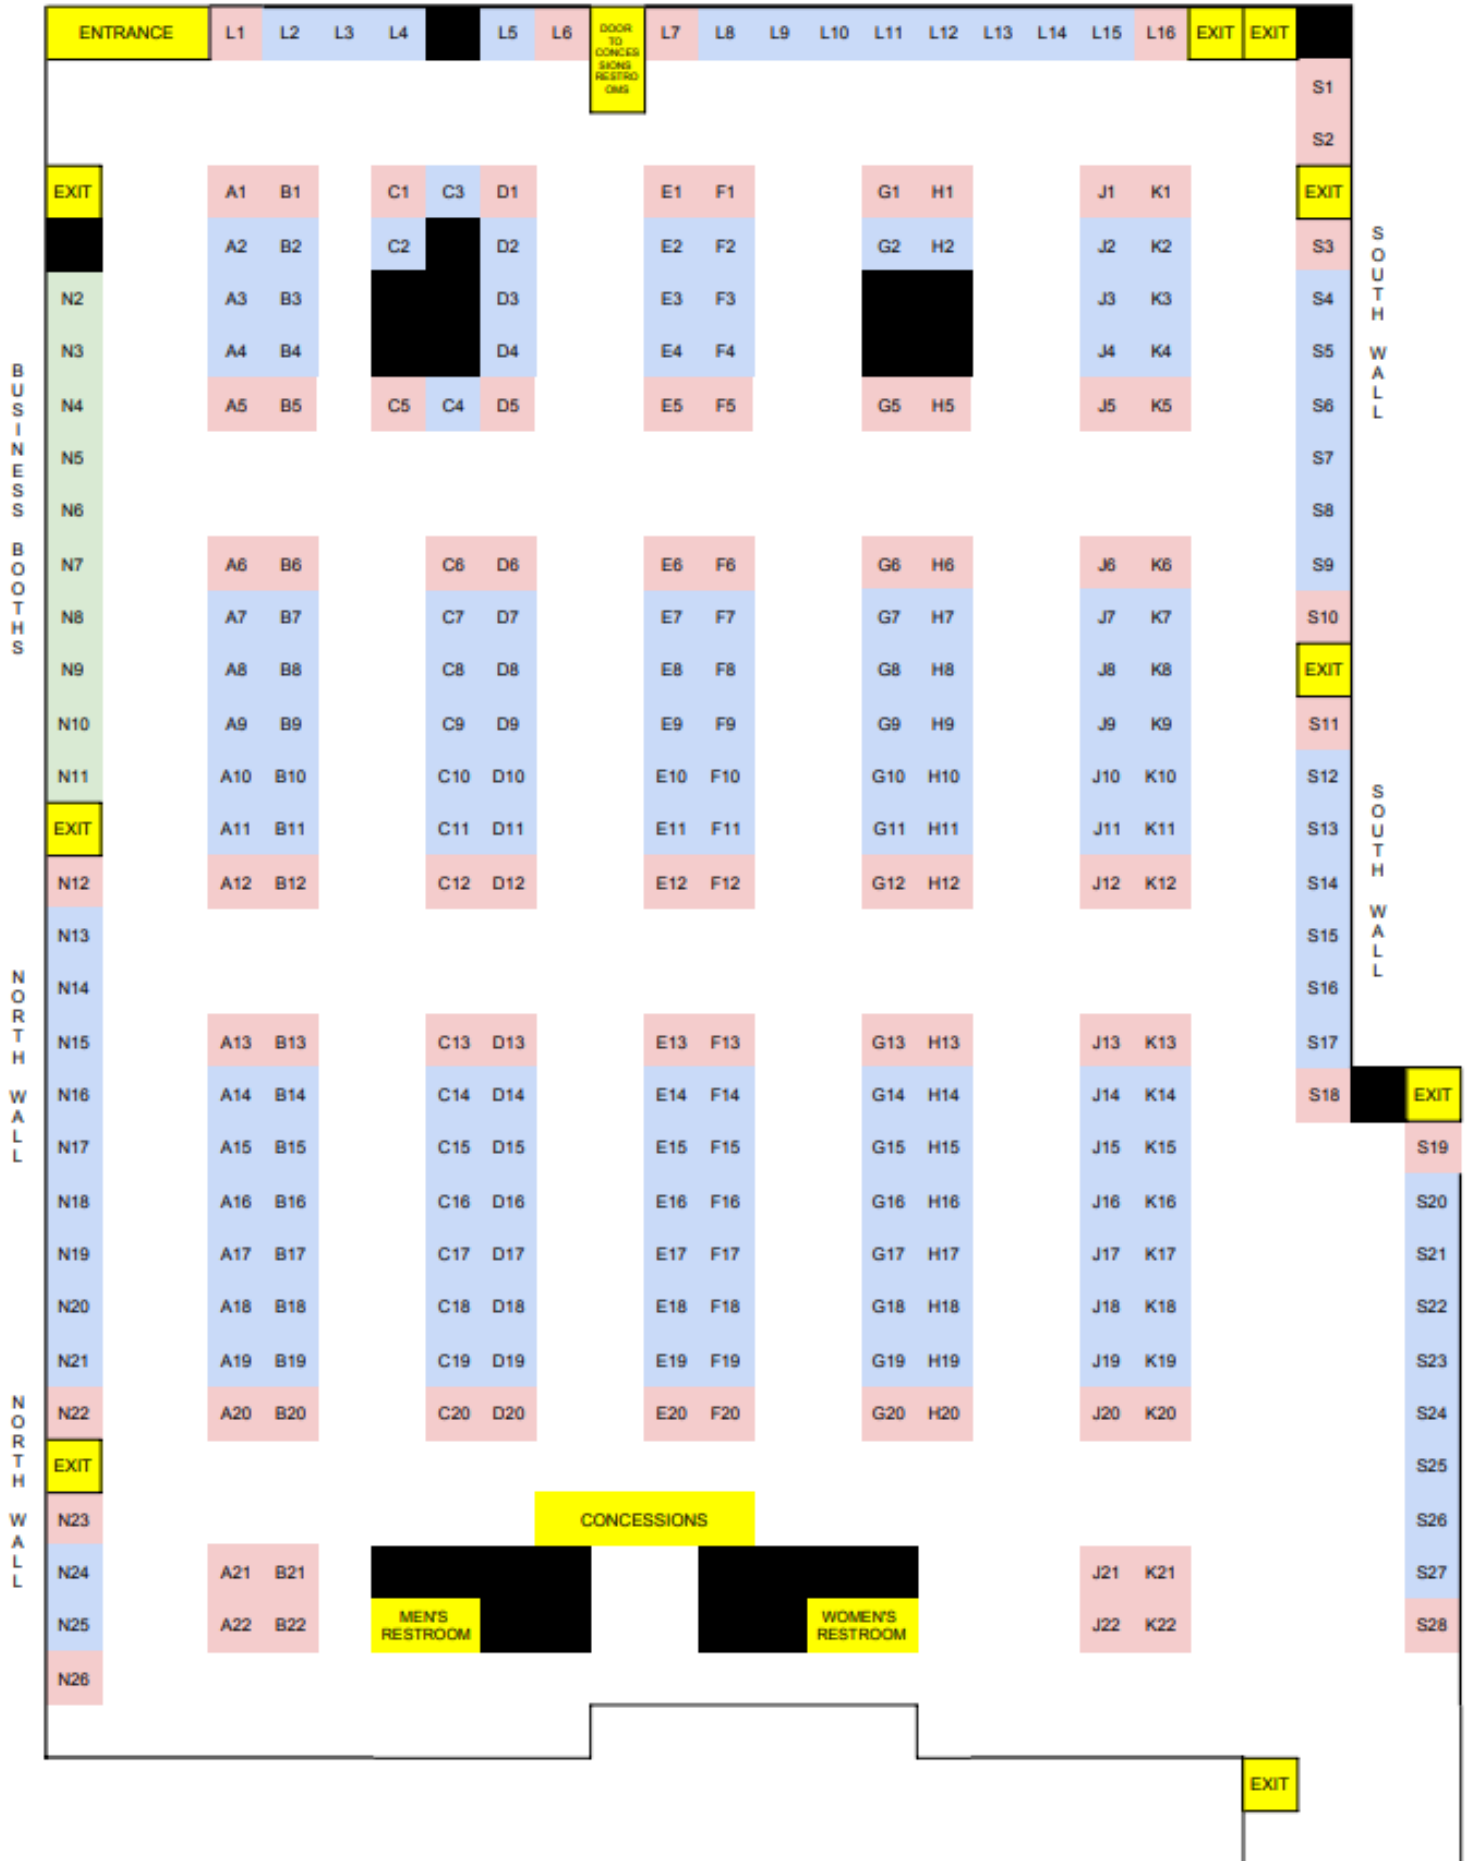 ENTRANCE L1 L2 L3 L4 L5 L6 DOOR TO CONCES SIONS RESTRO OMS L7 L8 L9 L10 L11 L12 L13 L14 L15 L16 EXIT EXIT
S1
S2
EXIT A1 B1 C1 C3 D1 E1 F1 G1 H1 J1 K1 EXIT
A2 B2 C2 D2 E2 F2 G2 H2 J2 K2 S3
N2 A3 B3 D3 E3 F3 J3 K3 S4
N3 A4 B4 D4 E4 F4 J4 K4 S5
N4 A5 B5 C5 C4 D5 E5 F5 G5 H5 J5 K5 S6
N5 S7
N6 S8
N7 A6 B6 C6 D6 E6 F6 G6 H6 J6 K6 S9
N8 A7 B7 C7 D7 E7 F7 G7 H7 J7 K7 S10
N9 A8 B8 C8 D8 E8 F8 G8 H8 J8 K8 EXIT
N10 A9 B9 C9 D9 E9 F9 G9 H9 J9 K9 S11
N11 A10 B10 C10 D10 E10 F10 G10 H10 J10 K10 S12
EXIT A11 B11 C11 D11 E11 F11 G11 H11 J11 K11 S13
N12 A12 B12 C12 D12 E12 F12 G12 H12 J12 K12 S14
N13 S15
N14 S16
N15 A13 B13 C13 D13 E13 F13 G13 H13 J13 K13 S17
N16 A14 B14 C14 D14 E14 F14 G14 H14 J14 K14 S18 EXIT
N17 A15 B15 C15 D15 E15 F15 G15 H15 J15 K15 S19
N18 A16 B16 C16 D16 E16 F16 G16 H16 J16 K16 S20
N19 A17 B17 C17 D17 E17 F17 G17 H17 J17 K17 S21
N20 A18 B18 C18 D18 E18 F18 G18 H18 J18 K18 S22
N21 A19 B19 C19 D19 E19 F19 G19 H19 J19 K19 S23
N22 A20 B20 C20 D20 E20 F20 G20 H20 J20 K20 S24
EXIT S25
N23 CONCESSIONS S26
N24 A21 B21 J21 K21 S27
N25 A22 B22 MEN'S RESTROOM WOMEN'S RESTROOM J22 K22 S28
N26
EXIT
BUSINESS BOOTHS
NORTH WALL
NORTH WALL
SOUTH WALL
SOUTH WALL